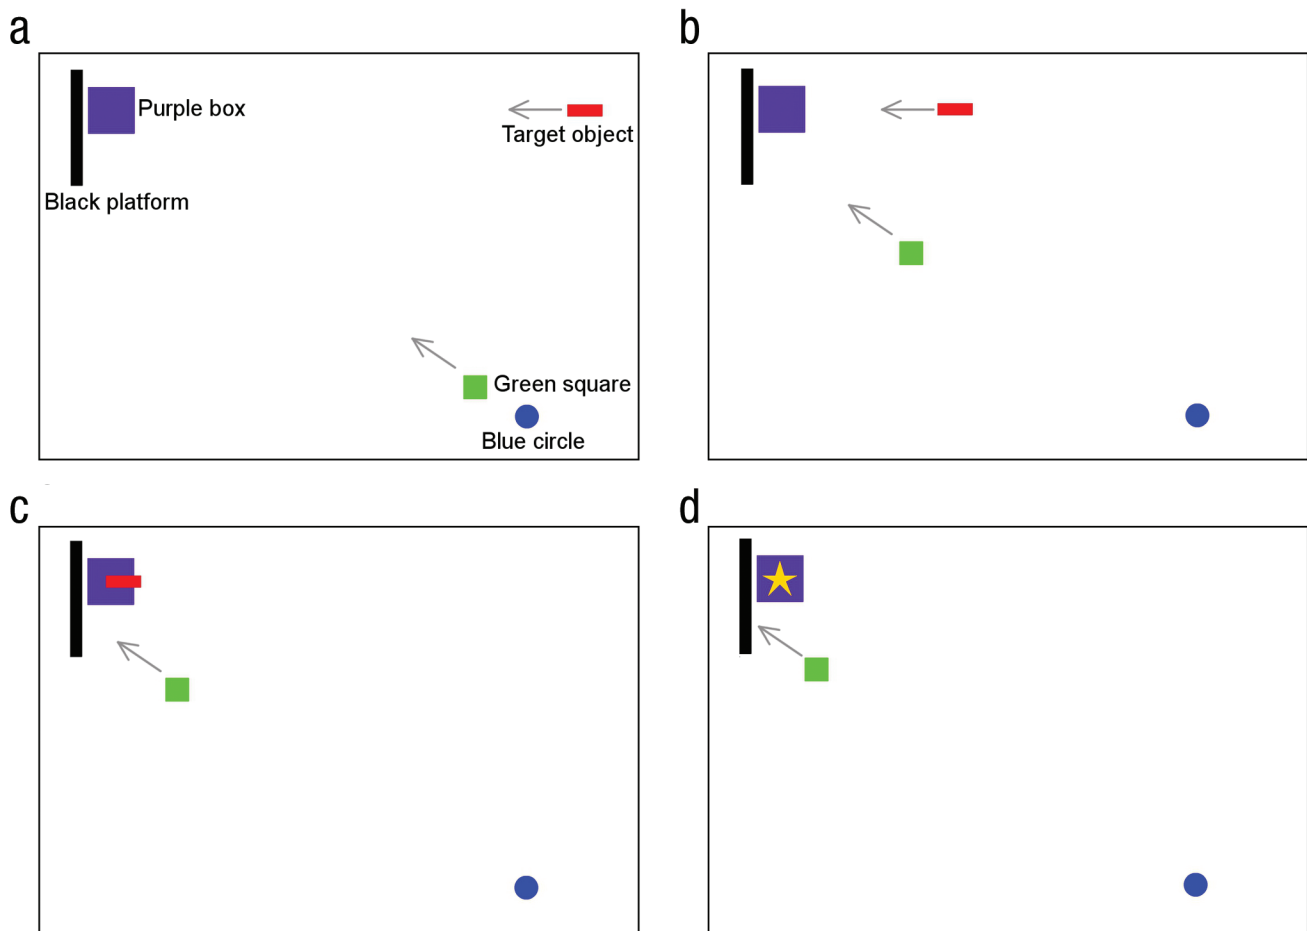 a
b
Purple box
Target object
Black platform
Green square
Blue circle
c
d